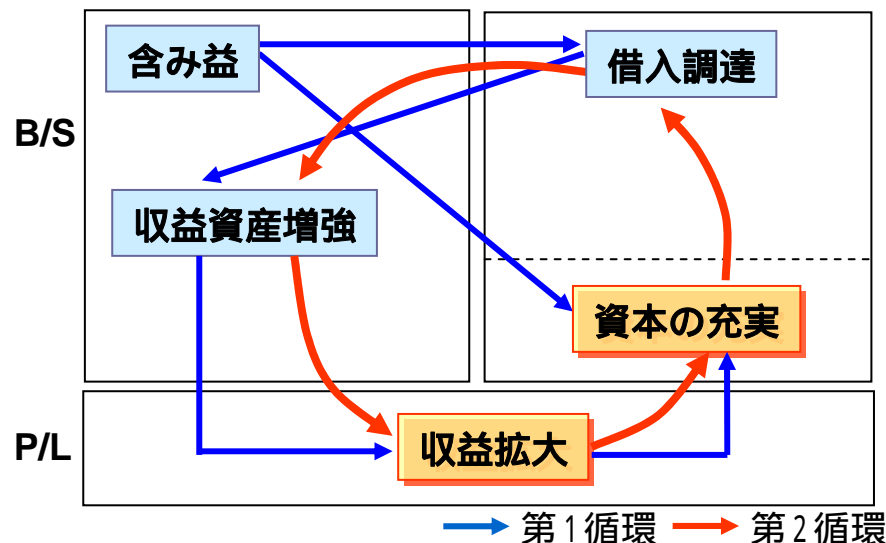 含み益
借入調達
B/S
収益資産増強
資本の充実
P/L
収益拡大
第1循環
第2循環